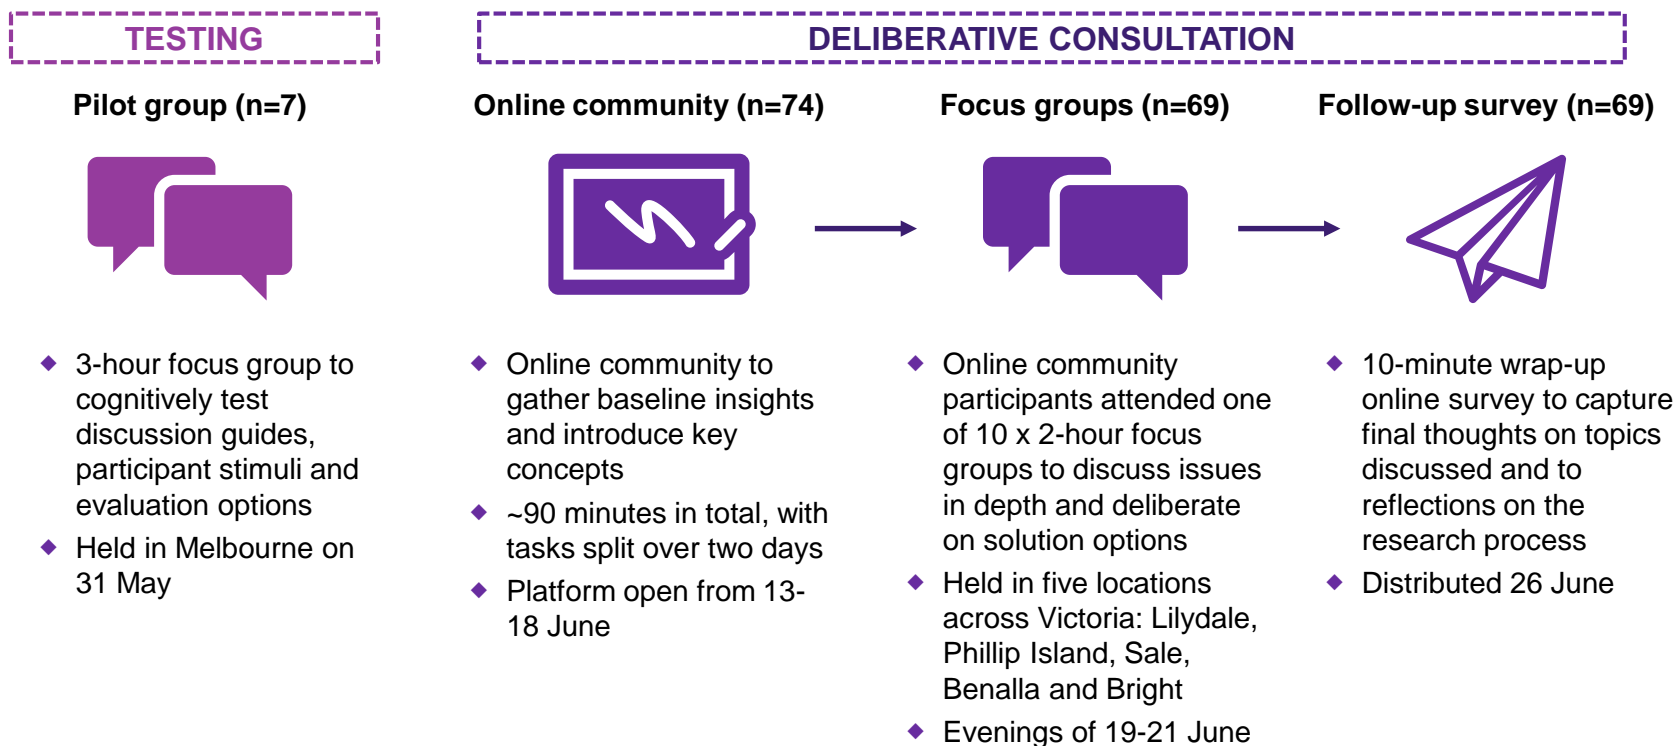 TESTING
DELIBERATIVE CONSULTATION
Pilot group (n=7)
Online community (n=74)
Focus groups (n=69)
Follow-up survey (n=69)
◆ 3-hour focus group to
cognitively test
discussion guides,
participant stimuli and
evaluation options
◆ Held in Melbourne on
31 May
◆ Online community to
gather baseline insights
and introduce key
concepts
◆ ~90 minutes in total, with
tasks split over two days
◆ Platform open from 13-
18 June
◆ Online community
participants attended one
of 10 x 2-hour focus
groups to discuss issues
in depth and deliberate
on solution options
◆ Held in five locations
across Victoria: Lilydale,
Phillip Island, Sale,
Benalla and Bright
◆ Evenings of 19-21 June
◆ 10-minute wrap-up
online survey to capture
final thoughts on topics
discussed and to
reflections on the
research process
◆ Distributed 26 June